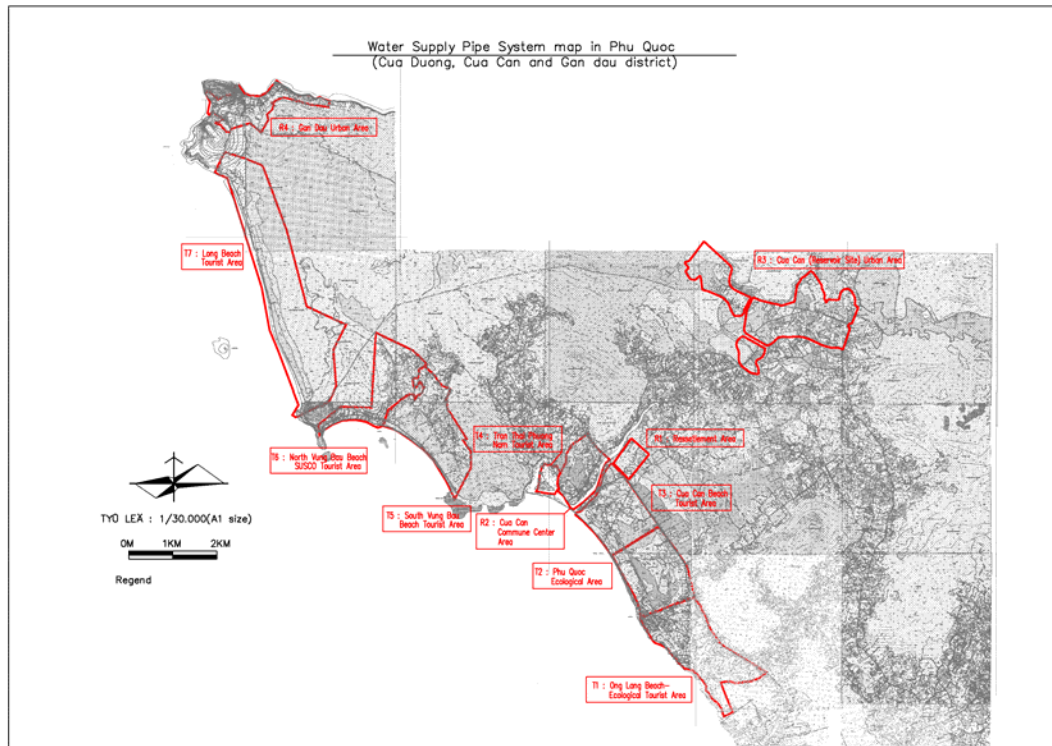 Water Supply Pipe System map in Phu Quoc
(Cua Duong, Cua Can and Gan dau district)
R4 : Gan Dau Urban Area
T7 : Long Beach
Tourist Area
R3 : Cua Can (Reservoir Site) Urban Area
T4 : Tran Thai Phuong
Nam Tourist Area
R1 : Resettlement Area
T6 : North Vung Bau Beach
SUSCO Tourist Area
T3 : Cua Can Beach-
Tourist Area
T5 : South Vung Bau
Beach Tourist Area
R2 : Cua Can
Commune Center
Area
TYÛ LEÄ : 1/30.000(A1 size)
0M 1KM 2KM
Regend
T2 : Phu Quoc
Ecological Area
T1 : Ong Lang Beach-
Ecological Tourist Area